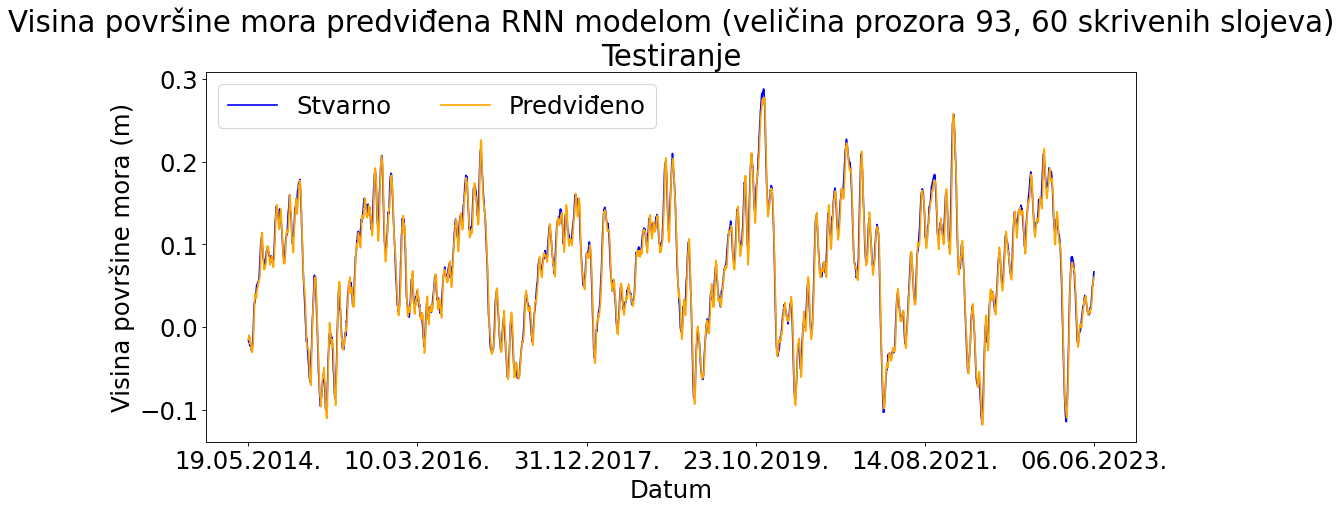 Visina površine mora predviđena RNN modelom (veličina prozora 93, 60 skrivenih slojeva)
Testiranje
Stvarno
Predviđeno
Visina površine mora (m)
0.3
0.2
0.1
0.0
−0.1
19.05.2014.
10.03.2016.
31.12.2017.
23.10.2019.
14.08.2021.
06.06.2023.
Datum